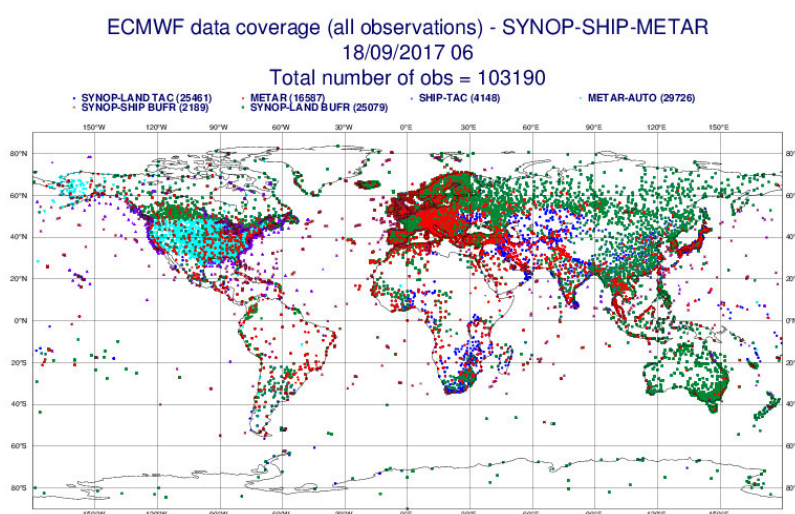 ECMWF data coverage (all observations) - SYNOP-SHIP-METAR
18/09/2017 06
Total number of obs = 103190
SYNOP-LAND TAC (25461) METAR (16587) SHIP-TAC (4148) METAR-AUTO (29726)
SYNOP-SHIP BUFR (2189) SYNOP-LAND BUFR (25079)
150°W 120°W 90°W 60°W 30°W 0°E 30°E 60°E 90°E 120°E 150°E
80°N
60°N
40°N
20°N
0°N
20°S
40°S
60°S
80°S